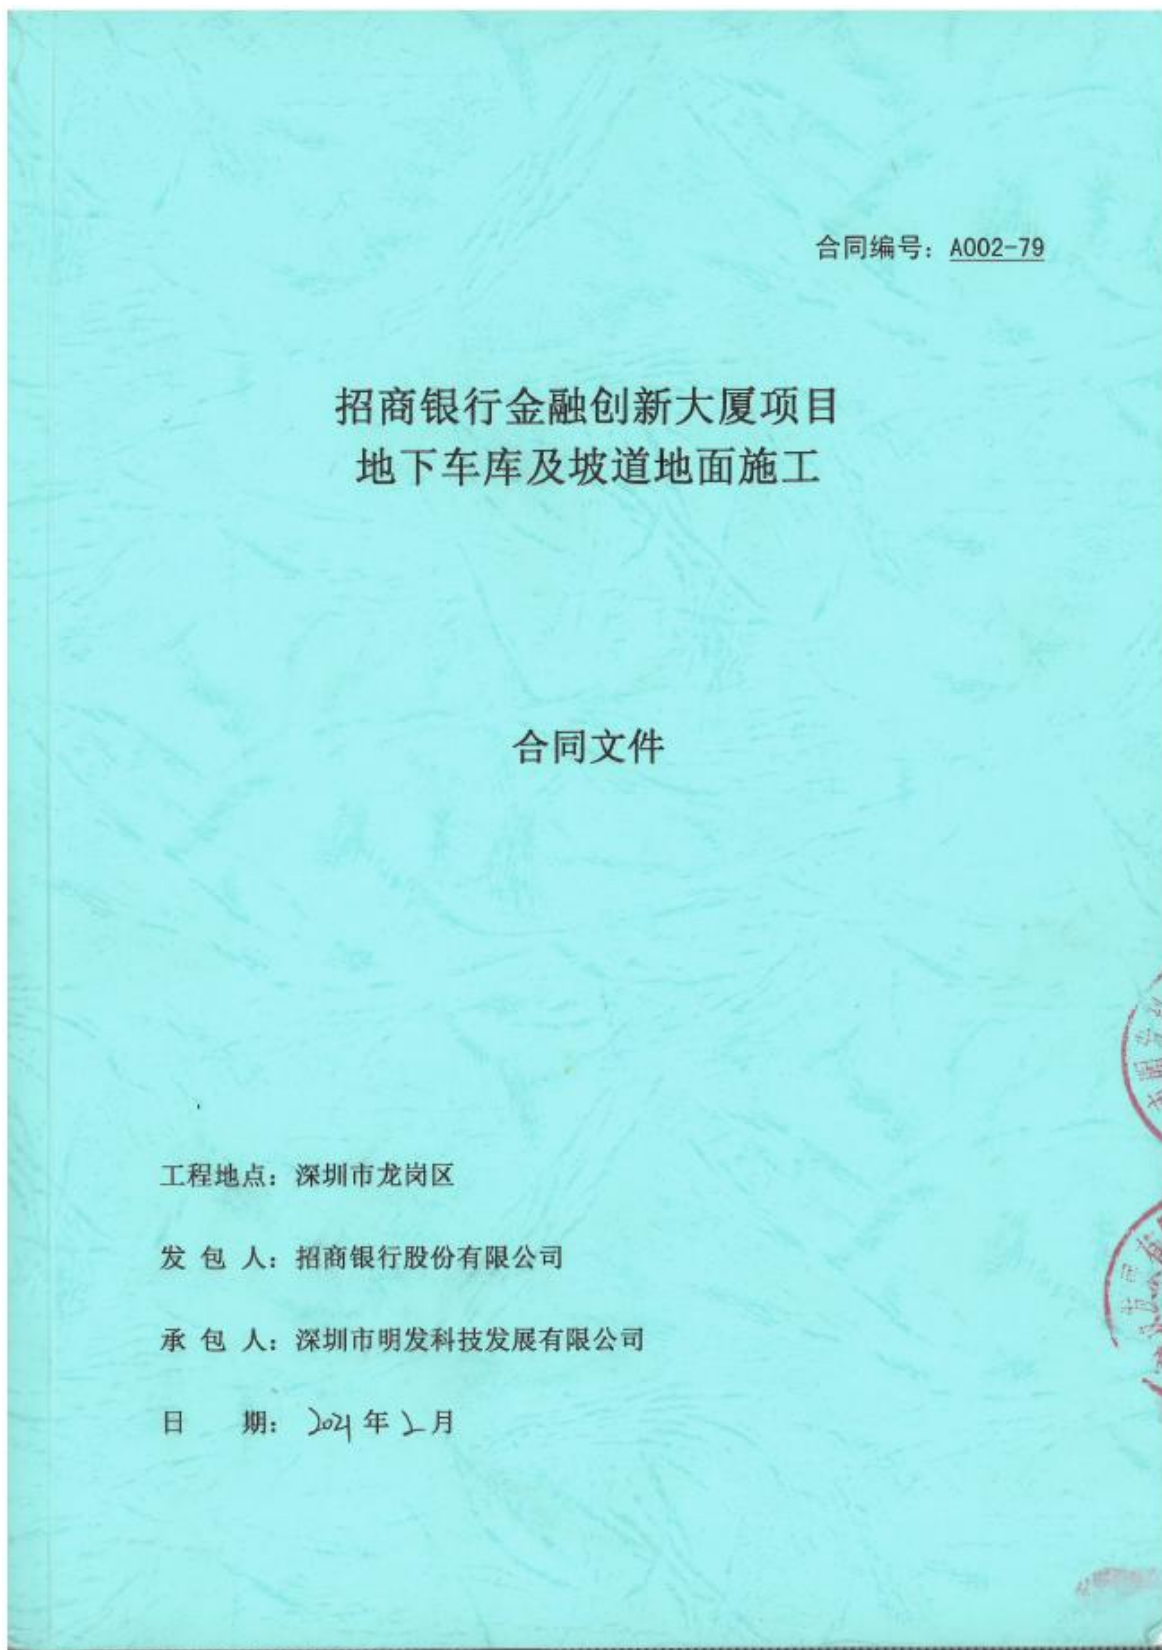 合同编号：A002-79
招商银行金融创新大厦项目
地下车库及坡道地面施工
合同文件
工程地点：深圳市龙岗区
发 包 人：招商银行股份有限公司
承 包 人：深圳市明发科技发展有限公司
日 期：2021年2月